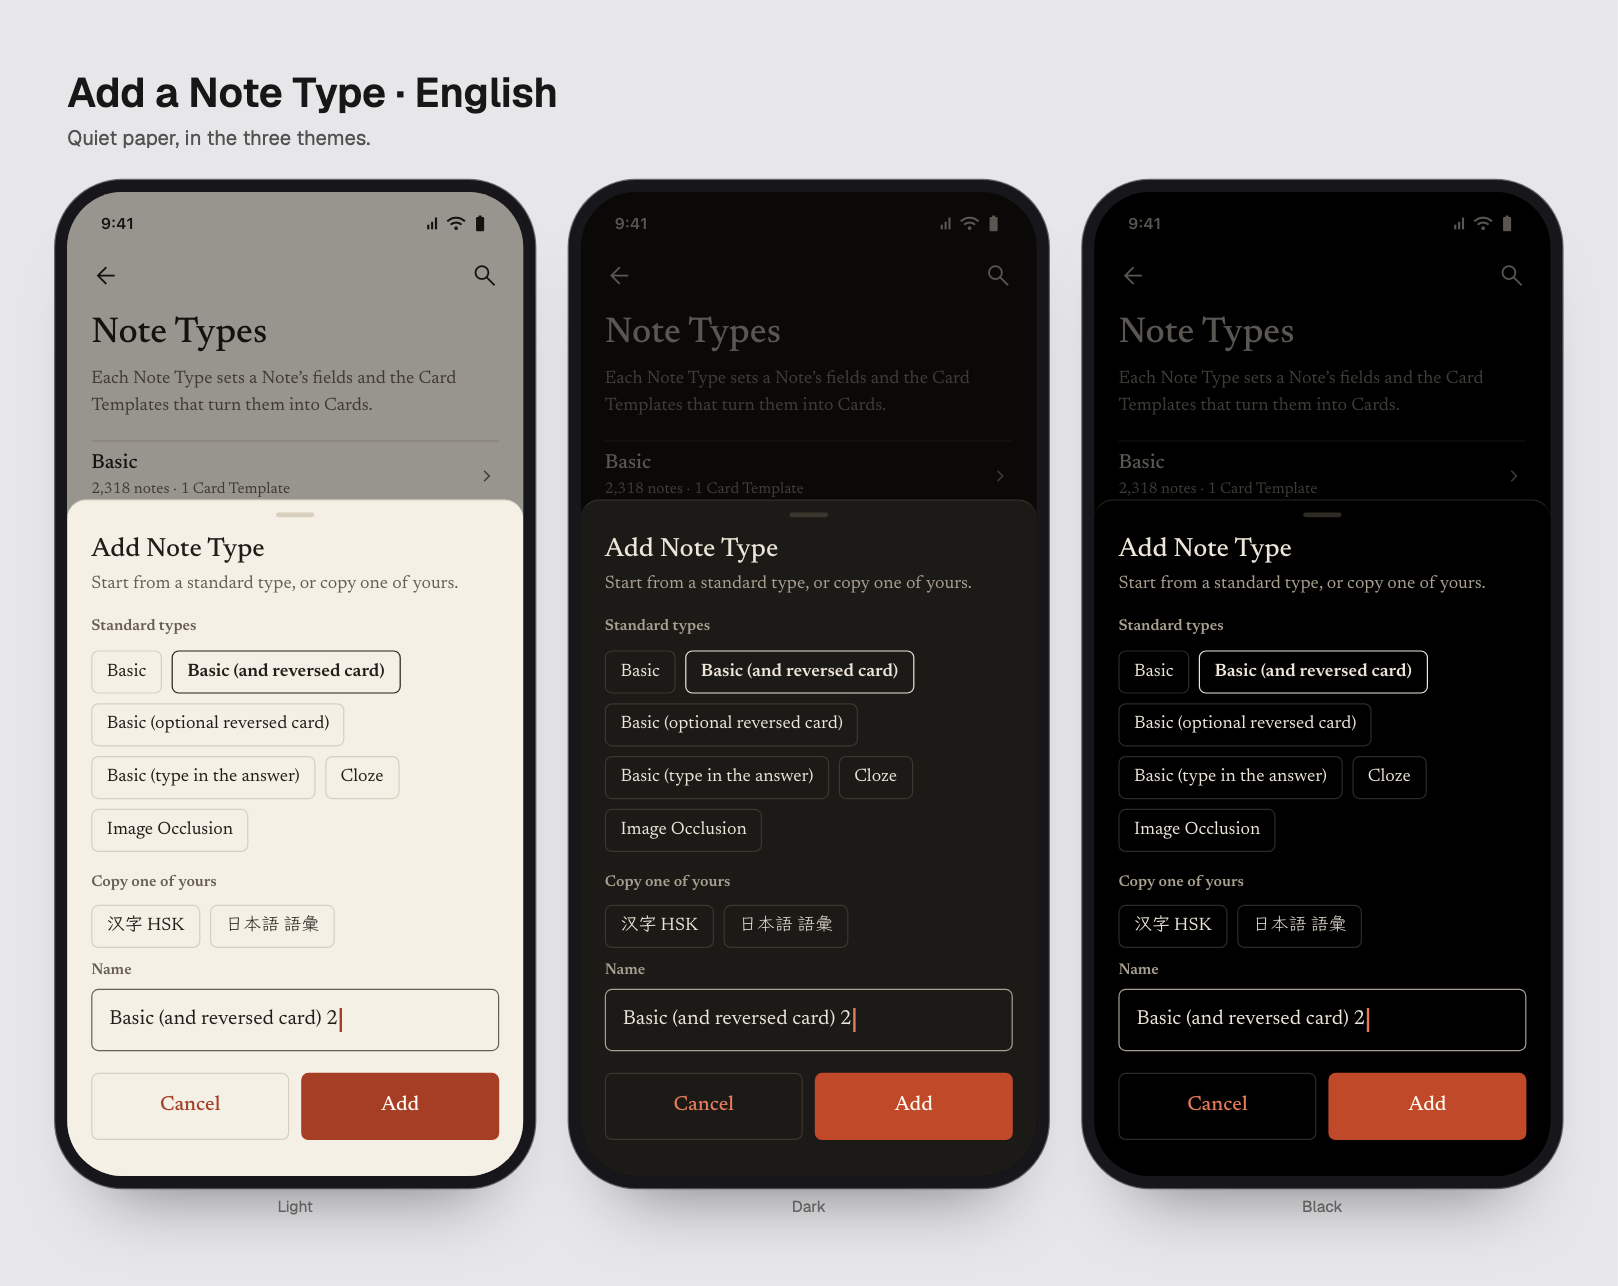 Add a Note Type · English
Quiet paper, in the three themes.
9:41
Note Types
Each Note Type sets a Note’s fields and the Card
Templates that turn them into Cards.
Basic
2,318 notes · 1 Card Template
Add Note Type
Start from a standard type, or copy one of yours.
Standard types
Basic
Basic (and reversed card)
Basic (optional reversed card)
Basic (type in the answer)
Cloze
Image Occlusion
Copy one of yours
汉字 HSK
日本語 語彙
Name
Basic (and reversed card) 2
Cancel
Add
Light
9:41
Note Types
Each Note Type sets a Note’s fields and the Card
Templates that turn them into Cards.
Basic
2,318 notes · 1 Card Template
Add Note Type
Start from a standard type, or copy one of yours.
Standard types
Basic
Basic (and reversed card)
Basic (optional reversed card)
Basic (type in the answer)
Cloze
Image Occlusion
Copy one of yours
汉字 HSK
日本語 語彙
Name
Basic (and reversed card) 2
Cancel
Add
Dark
9:41
Note Types
Each Note Type sets a Note’s fields and the Card
Templates that turn them into Cards.
Basic
2,318 notes · 1 Card Template
Add Note Type
Start from a standard type, or copy one of yours.
Standard types
Basic
Basic (and reversed card)
Basic (optional reversed card)
Basic (type in the answer)
Cloze
Image Occlusion
Copy one of yours
汉字 HSK
日本語 語彙
Name
Basic (and reversed card) 2
Cancel
Add
Black